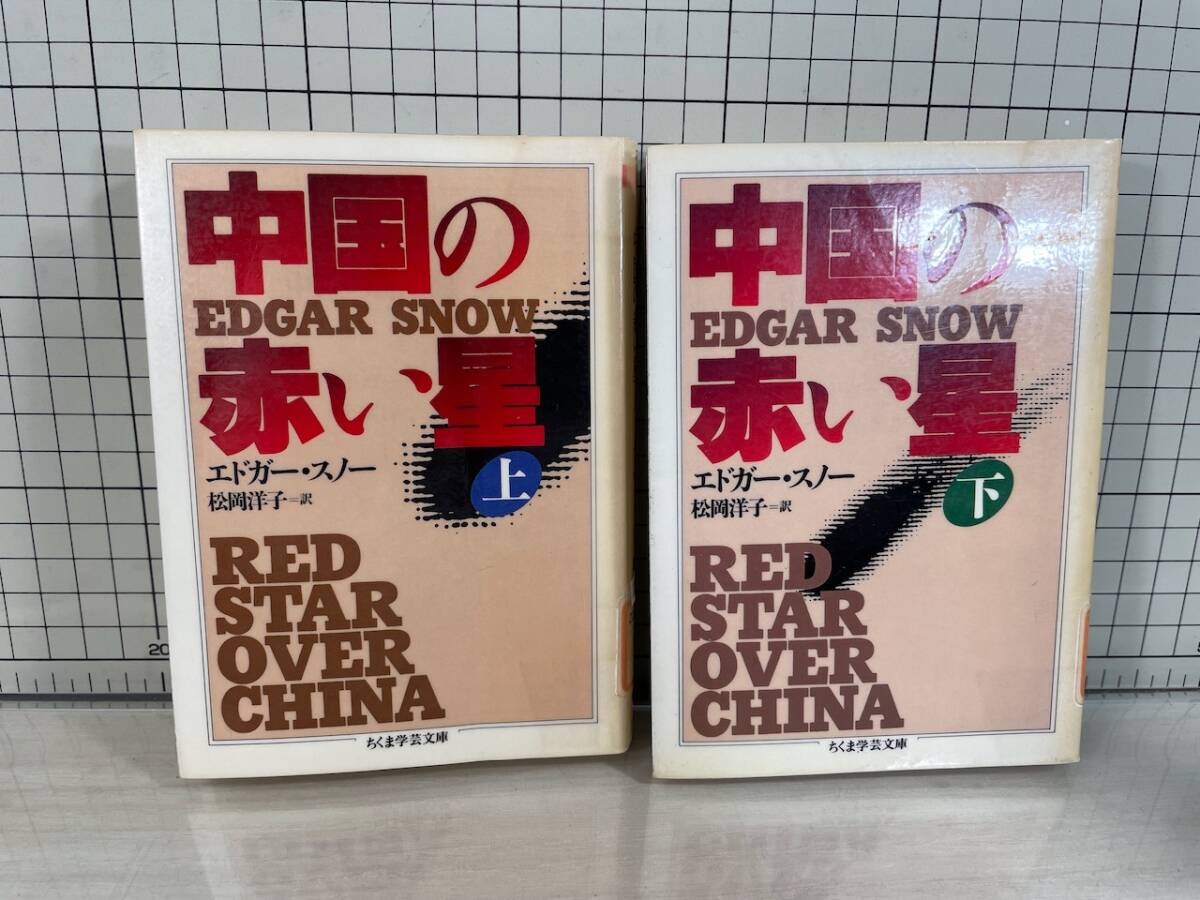 中国の
EDGAR SNOW
赤い星
エドガー・スノー
上
松岡洋子＝訳
RED
STAR
OVER
CHINA
ちくま学芸文庫
中国の
EDGAR SNOW
赤い星
エドガー・スノー
下
松岡洋子＝訳
RED
STAR
OVER
CHINA
ちくま学芸文庫
20